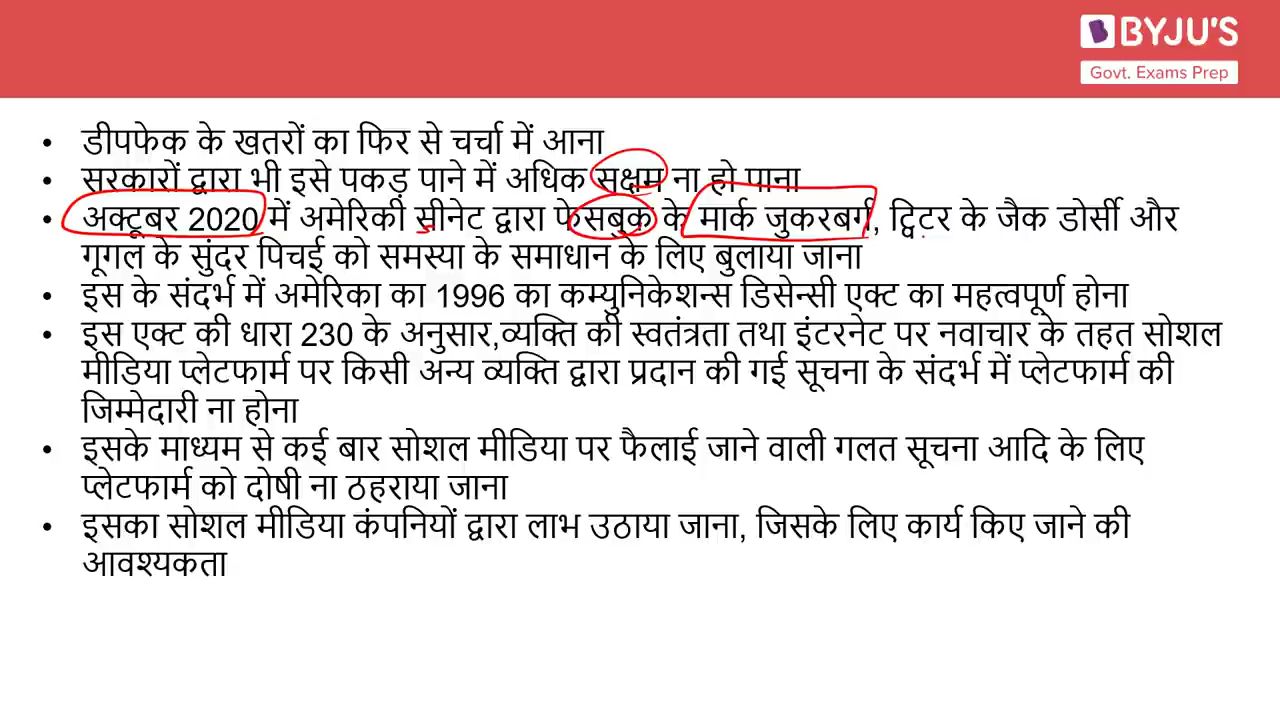 BYJU'S
Govt. Exams Prep
• डीपफेक के खतरों का फिर से चर्चा में आना
• सरकारों द्वारा भी इसे पकड़ पाने में अधिक सक्षम ना हो पाना
• अक्टूबर 2020 में अमेरिकी सीनेट द्वारा फेसबुक के मार्क जुकरबर्ग, ट्विटर के जैक डोर्सी और
गूगल के सुंदर पिचई को समस्या के समाधान के लिए बुलाया जाना
• इस के संदर्भ में अमेरिका का 1996 का कम्युनिकेशन्स डिसेन्सी एक्ट का महत्वपूर्ण होना
• इस एक्ट की धारा 230 के अनुसार,व्यक्ति की स्वतंत्रता तथा इंटरनेट पर नवाचार के तहत सोशल
मीडिया प्लेटफार्म पर किसी अन्य व्यक्ति द्वारा प्रदान की गई सूचना के संदर्भ में प्लेटफार्म की
जिम्मेदारी ना होना
• इसके माध्यम से कई बार सोशल मीडिया पर फैलाई जाने वाली गलत सूचना आदि के लिए
प्लेटफार्म को दोषी ना ठहराया जाना
• इसका सोशल मीडिया कंपनियों द्वारा लाभ उठाया जाना, जिसके लिए कार्य किए जाने की
आवश्यकता